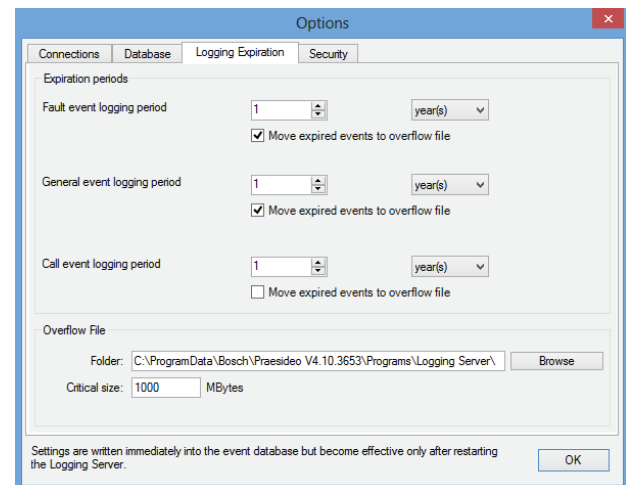 Options
Connections Database Logging Expiration Security
Expiration periods
Fault event logging period 1 year(s)
Move expired events to overflow file
General event logging period 1 year(s)
Move expired events to overflow file
Call event logging period 1 year(s)
Move expired events to overflow file
Overflow File
Folder: C:\ProgramData\Bosch\Praesideo V4.10.3653\Programs\Logging Server\ Browse
Critical size: 1000 MBytes
Settings are written immediately into the event database but become effective only after restarting
the Logging Server.
OK